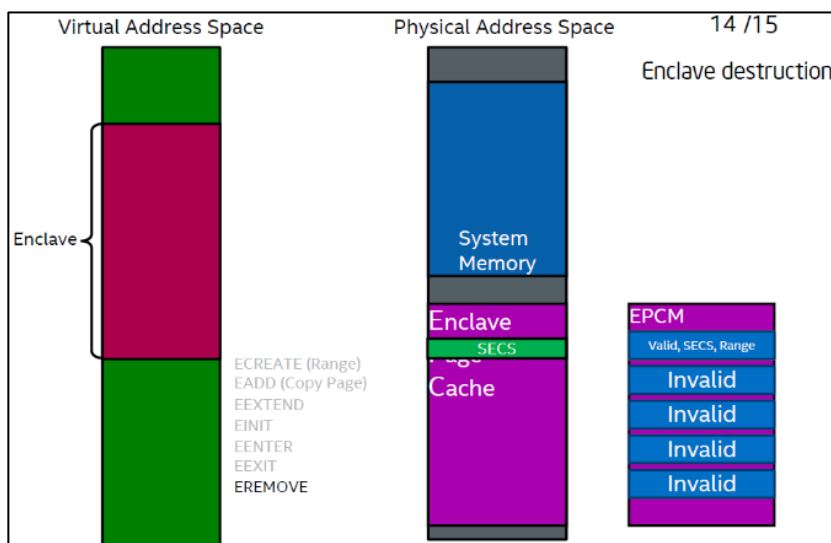 Virtual Address Space
Physical Address Space
14 /15
Enclave destruction
Enclave
System
Memory
Enclave
SECS
Page
Cache
EPCM
Valid, SECS, Range
Invalid
Invalid
Invalid
Invalid
ECREATE (Range)
EADD (Copy Page)
EEXTEND
EINIT
EENTER
EEXIT
EREMOVE